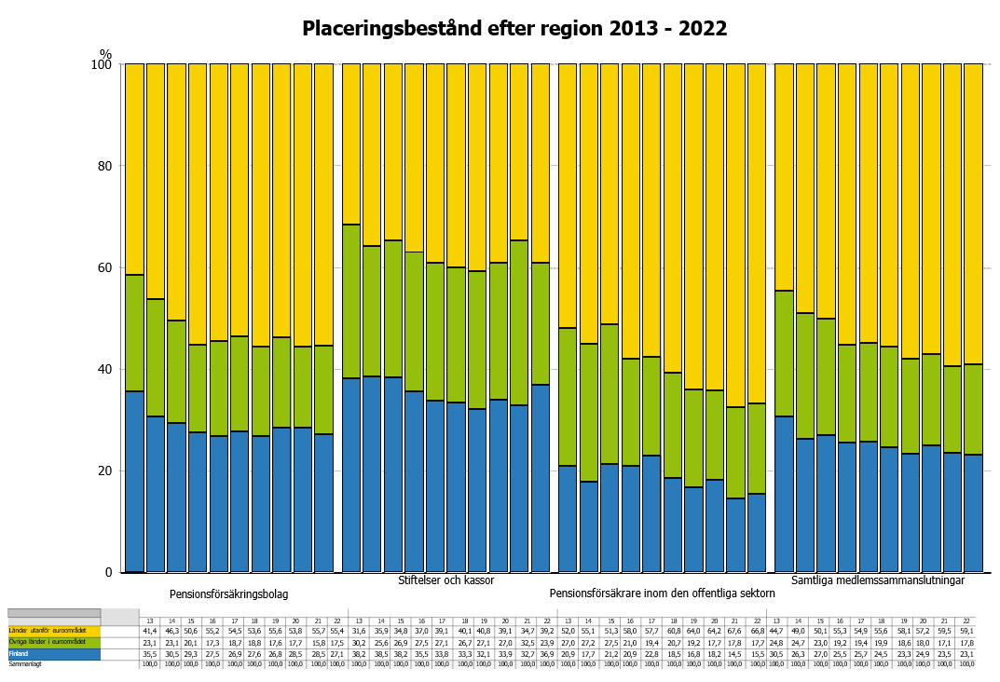 Placeringsbestånd efter region 2013 - 2022
%
100
80
60
40
20
0
Pensionsförsäkringsbolag
Stiftelser och kassor
Pensionsförsäkrare inom den offentliga sektorn
Samtliga medlemssammanslutningar
13 14 15 16 17 18 19 20 21 22 13 14 15 16 17 18 19 20 21 22 13 14 15 16 17 18 19 20 21 22 13 14 15 16 17 18 19 20 21 22
Länder utanför euroområdet 41,4 46,3 50,6 55,2 54,5 53,6 55,6 53,8 55,7 55,4 31,6 35,9 34,8 37,0 39,1 40,1 40,8 39,1 34,7 39,2 52,0 55,1 51,3 58,0 57,7 60,8 64,0 64,2 67,6 66,8 44,7 49,0 50,1 55,3 54,9 55,6 58,1 57,2 59,5 59,1
Övriga länder i euroområdet 23,1 23,1 20,1 17,3 18,7 18,8 17,6 17,7 15,8 17,5 30,2 25,6 26,9 27,5 27,1 26,7 27,1 27,0 32,5 23,9 27,0 27,2 27,5 21,0 19,4 20,7 19,2 17,7 17,8 17,7 24,8 24,7 23,0 19,2 19,4 19,9 18,6 18,0 17,1 17,8
Finland 35,5 30,5 29,3 27,5 26,9 27,6 26,8 28,5 28,5 27,1 38,2 38,5 38,2 35,5 33,8 33,3 32,1 33,9 32,7 36,9 20,9 17,7 21,2 20,9 22,8 18,5 16,8 18,2 14,5 15,5 30,5 26,3 27,0 25,5 25,7 24,5 23,3 24,9 23,5 23,1
Sammanlagt 100,0 100,0 100,0 100,0 100,0 100,0 100,0 100,0 100,0 100,0 100,0 100,0 100,0 100,0 100,0 100,0 100,0 100,0 100,0 100,0 100,0 100,0 100,0 100,0 100,0 100,0 100,0 100,0 100,0 100,0 100,0 100,0 100,0 100,0 100,0 100,0 100,0 100,0 100,0 100,0